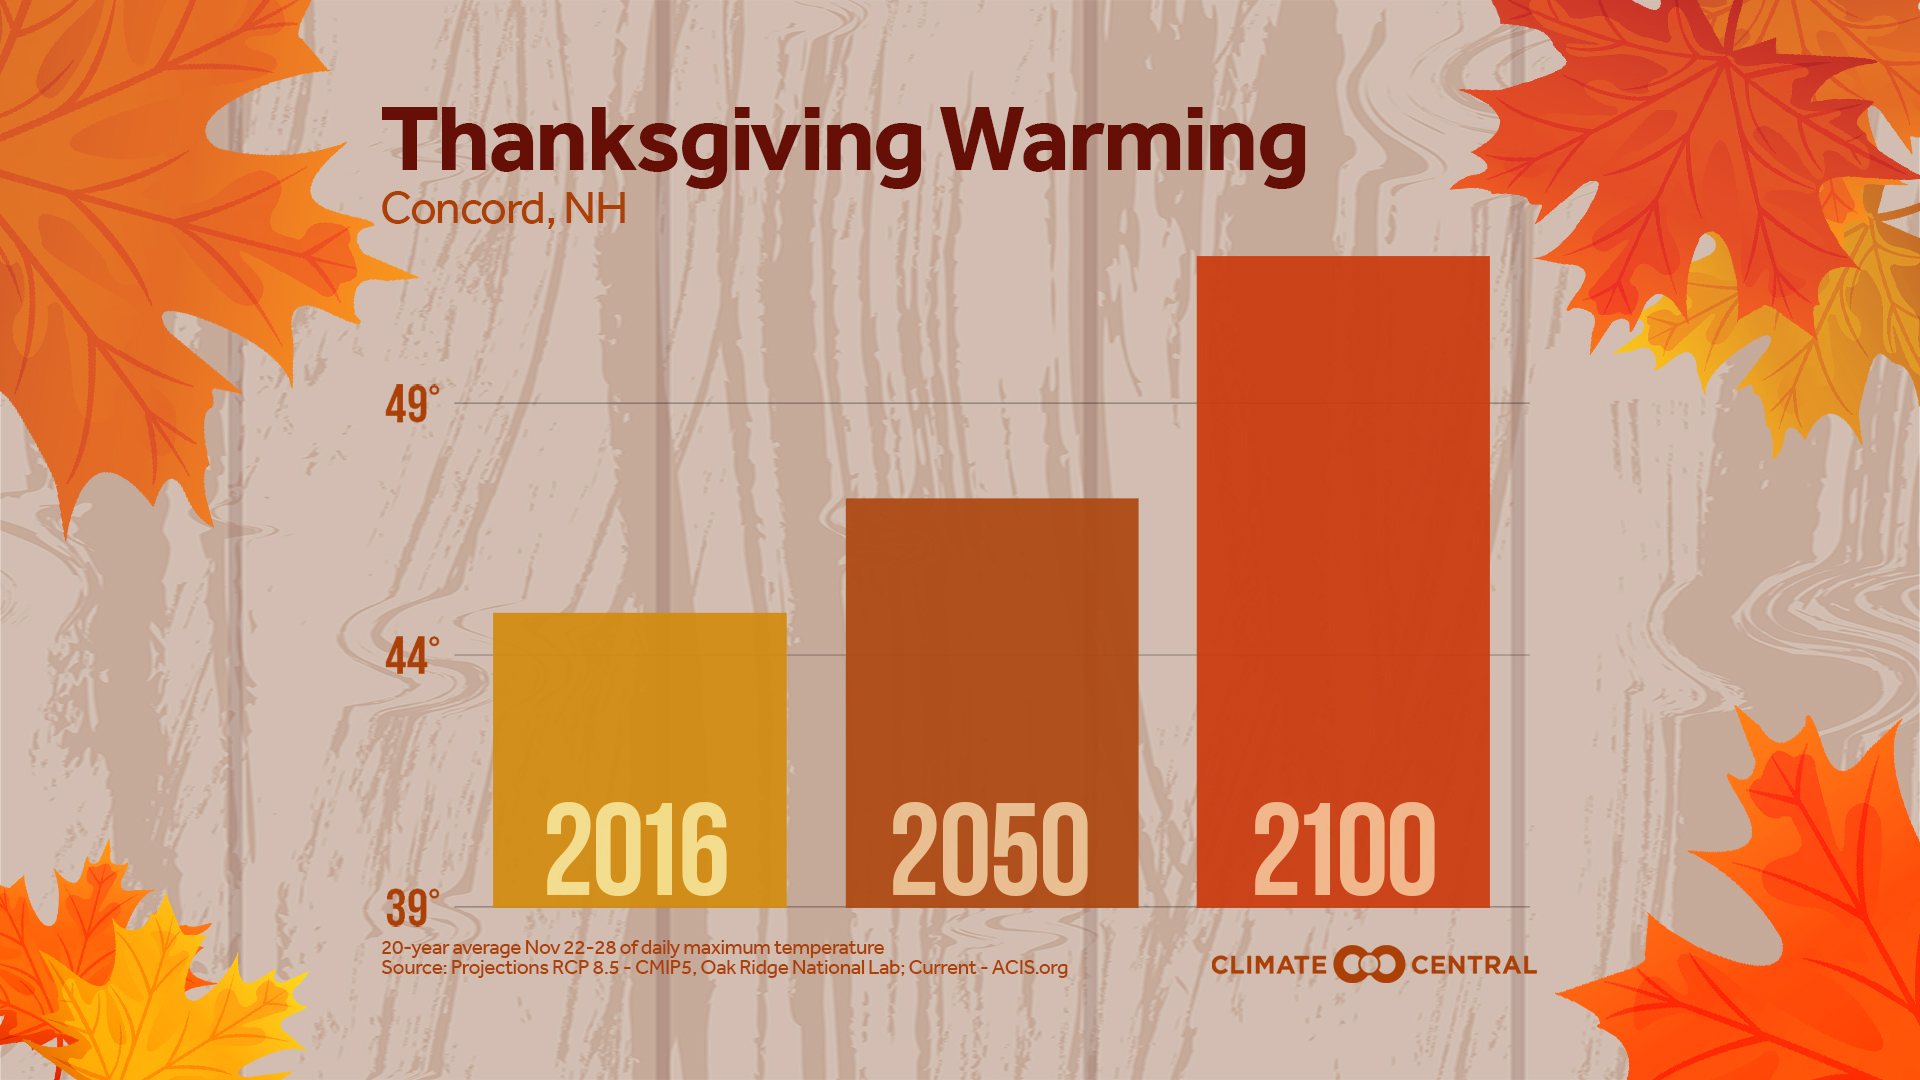 Thanksgiving Warming
Concord, NH
49°
44°
39°
2016
2050
2100
20-year average Nov 22-28 of daily maximum temperature
Source: Projections RCP 8.5 - CMIP5, Oak Ridge National Lab; Current - ACIS.org
CLIMATE CENTRAL